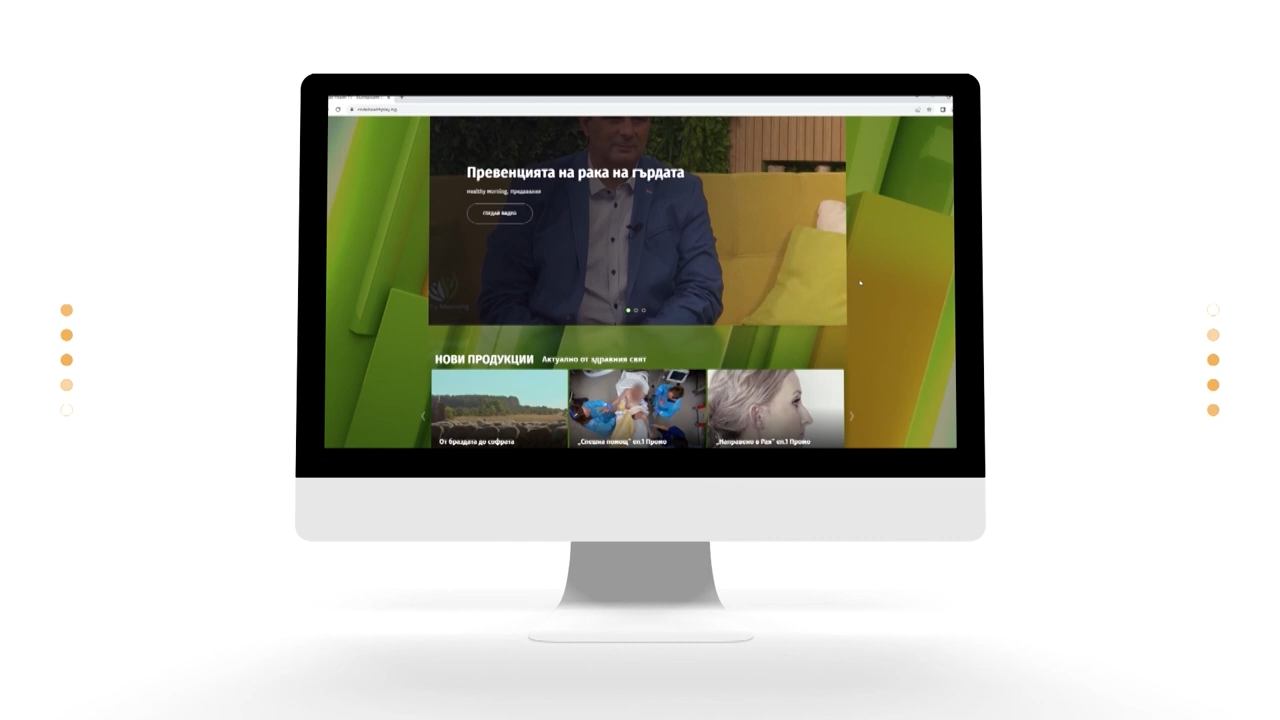 Превенцията на рака на гърдата
Healthy Morning, Предавания
ГЛЕДАЙ ВИДЕО
НОВИ ПРОДУКЦИИ Актуално от здравния свят
От браздата до софрата
„Спешна помощ" еп.1 Промо
„Направено в Рая" еп.1 Промо